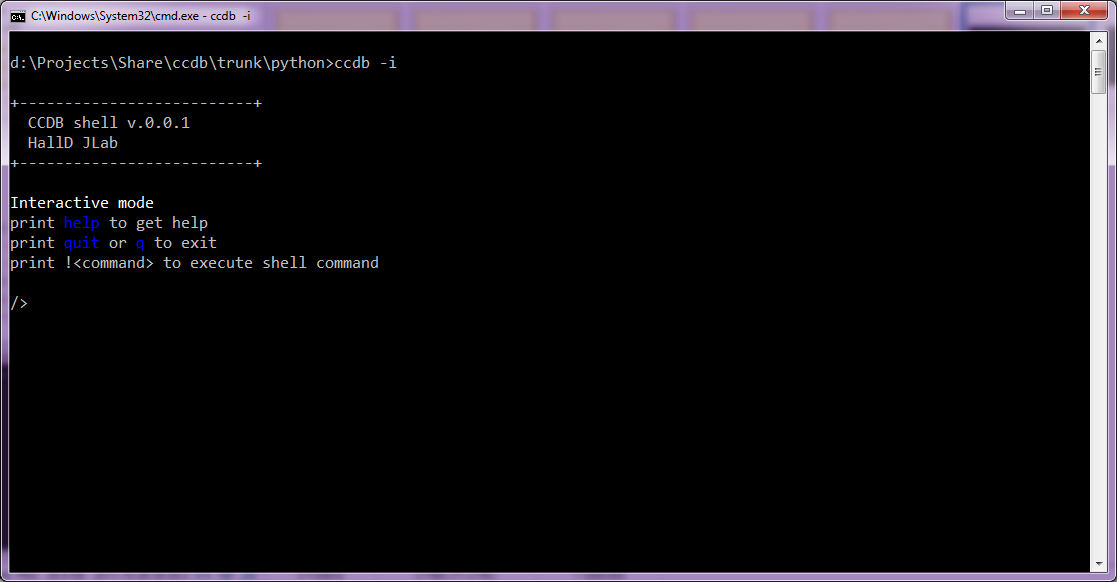 C:\Windows\System32\cmd.exe - ccdb -i
d:\Projects\Share\ccdb\trunk\python>ccdb -i
+--------------------------+
CCDB shell v.0.0.1
HallD JLab
+--------------------------+
Interactive mode
print help to get help
print quit or q to exit
print !<command> to execute shell command
/>